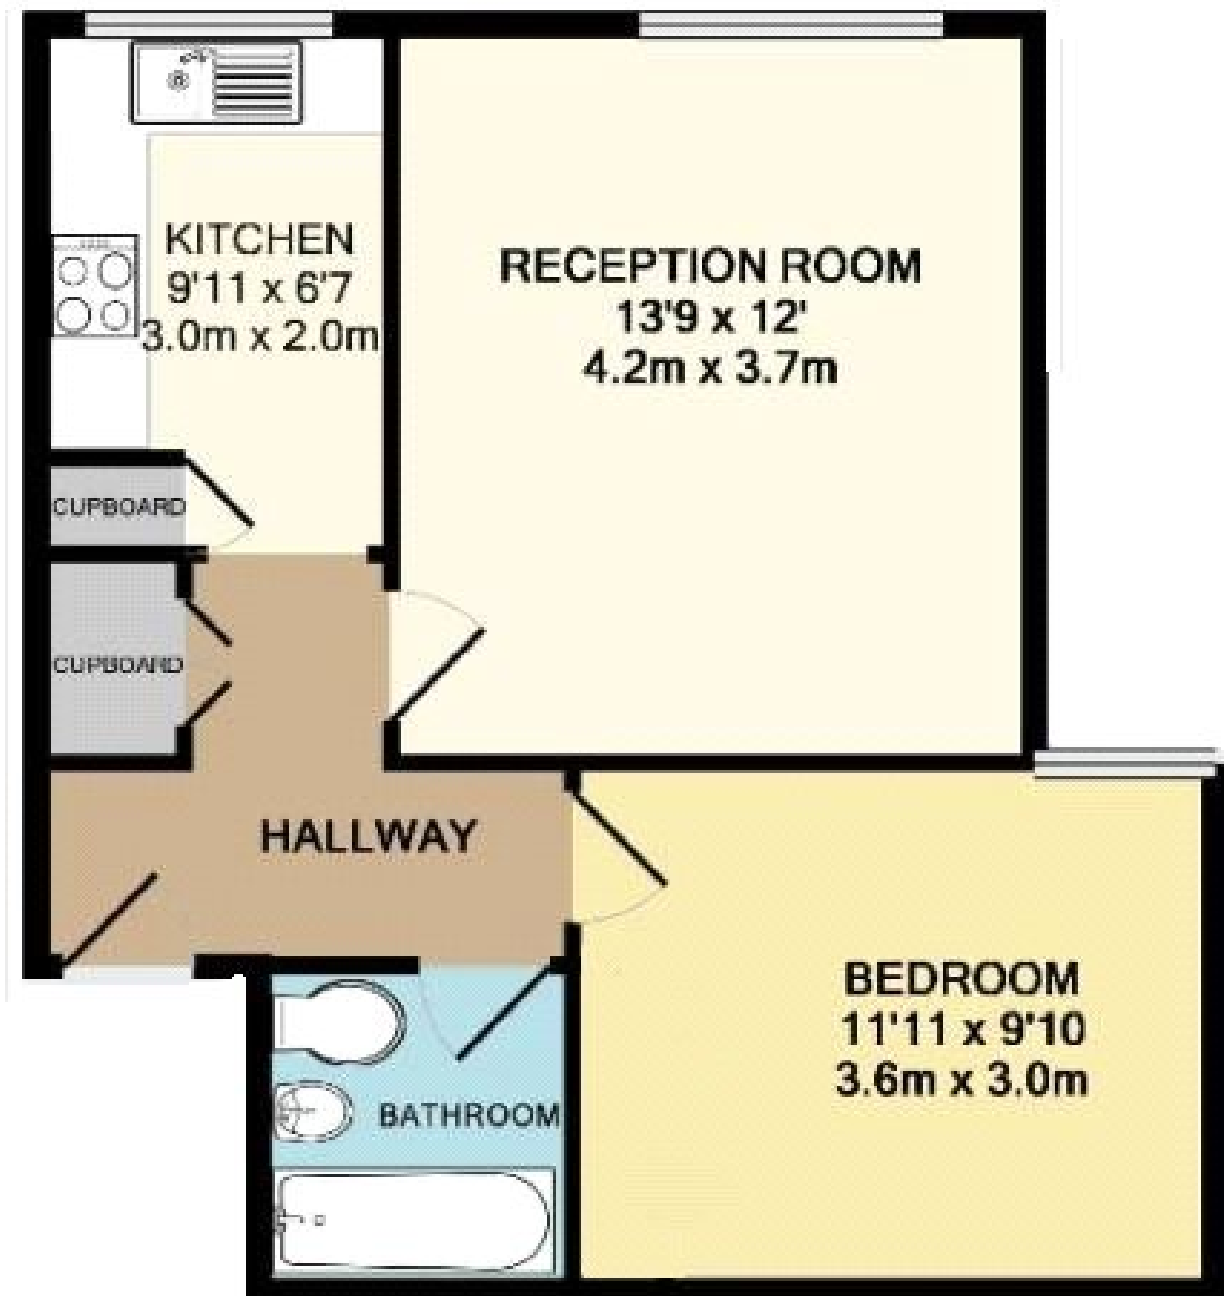 KITCHEN
9'11 x 6'7
3.0m x 2.0m
RECEPTION ROOM
13'9 x 12'
4.2m x 3.7m
CUPBOARD
CUPBOARD
HALLWAY
BEDROOM
11'11 x 9'10
3.6m x 3.0m
BATHROOM